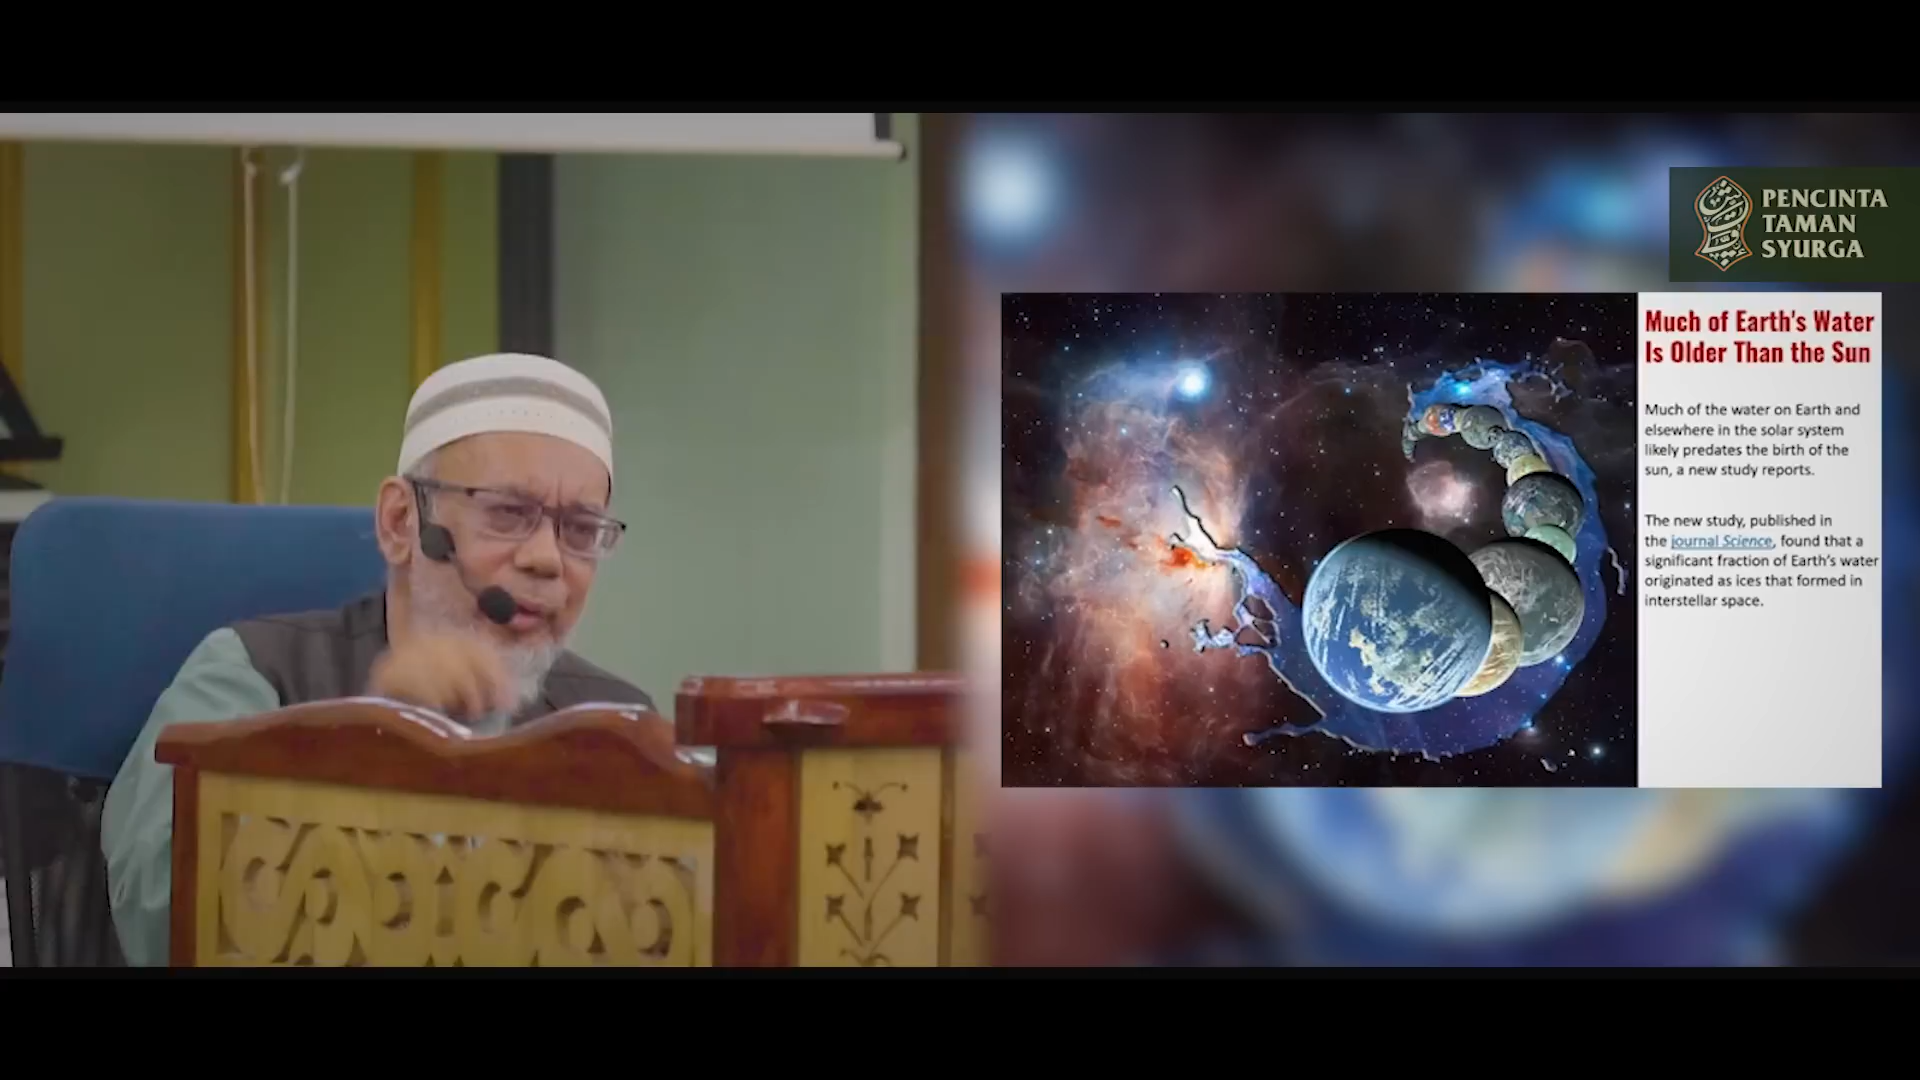 PENCINTA
TAMAN
SYURGA
Much of Earth's Water
Is Older Than the Sun
Much of the water on Earth and
elsewhere in the solar system
likely predates the birth of the
sun, a new study reports.
The new study, published in
the journal Science, found that a
significant fraction of Earth's water
originated as ices that formed in
interstellar space.